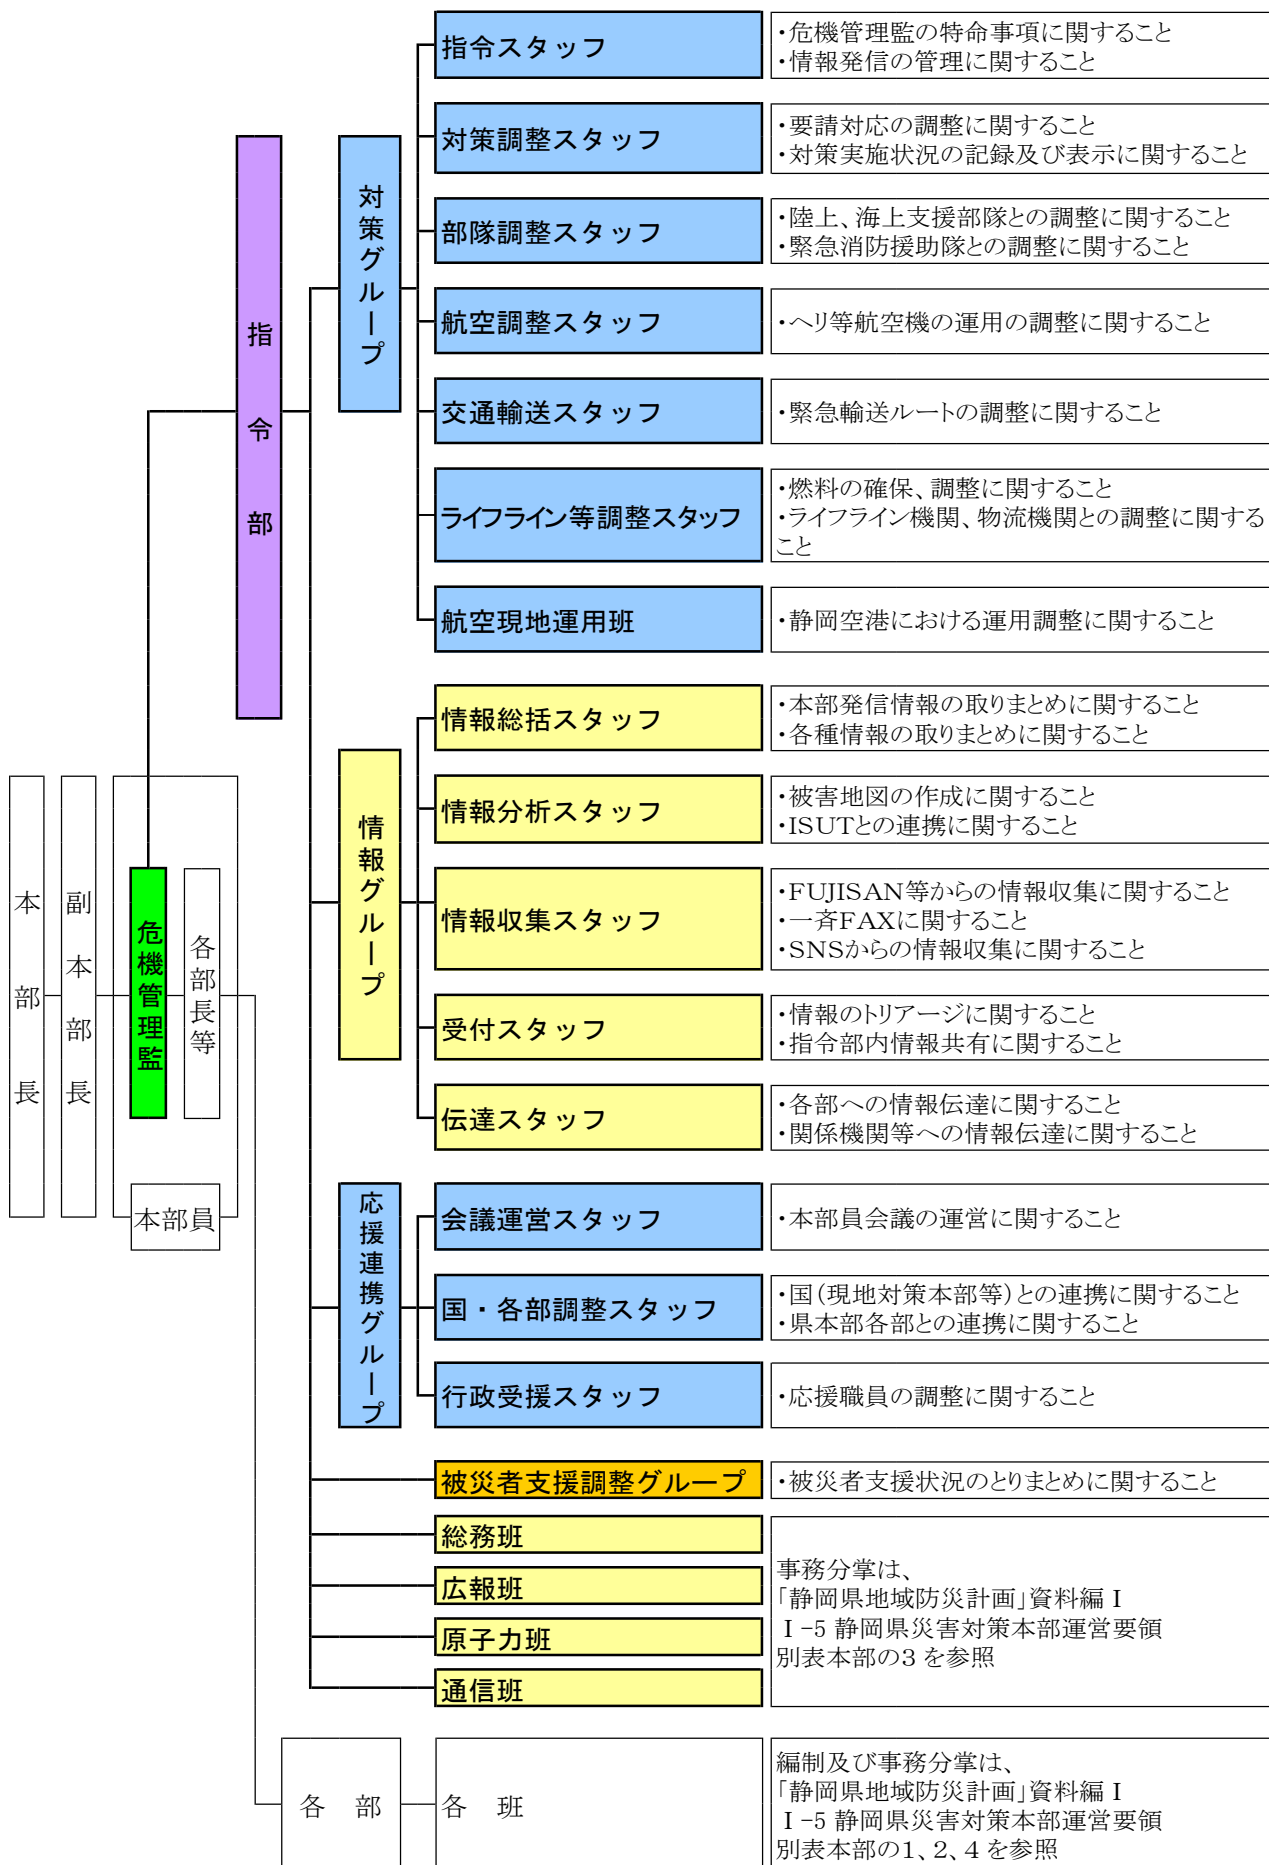 本部長
副本部長
危機管理監
各部長等
本部員
指令部
対策グループ
指令スタッフ
・危機管理監の特命事項に関すること
・情報発信の管理に関すること
対策調整スタッフ
・要請対応の調整に関すること
・対策実施状況の記録及び表示に関すること
部隊調整スタッフ
・陸上、海上支援部隊との調整に関すること
・緊急消防援助隊との調整に関すること
航空調整スタッフ
・ヘリ等航空機の運用の調整に関すること
交通輸送スタッフ
・緊急輸送ルートの調整に関すること
ライフライン等調整スタッフ
・燃料の確保、調整に関すること
・ライフライン機関、物流機関との調整に関する
こと
航空現地運用班
・静岡空港における運用調整に関すること
情報グループ
情報総括スタッフ
・本部発信情報の取りまとめに関すること
・各種情報の取りまとめに関すること
情報分析スタッフ
・被害地図の作成に関すること
・ISUTとの連携に関すること
情報収集スタッフ
・FUJISAN等からの情報収集に関すること
・一斉FAXに関すること
・SNSからの情報収集に関すること
受付スタッフ
・情報のトリアージに関すること
・指令部内情報共有に関すること
伝達スタッフ
・各部への情報伝達に関すること
・関係機関等への情報伝達に関すること
応援連携グループ
会議運営スタッフ
・本部員会議の運営に関すること
国・各部調整スタッフ
・国(現地対策本部等)との連携に関すること
・県本部各部との連携に関すること
行政受援スタッフ
・応援職員の調整に関すること
被災者支援調整グループ
・被災者支援状況のとりまとめに関すること
総務班
広報班
原子力班
通信班
事務分掌は、
「静岡県地域防災計画」資料編Ⅰ
Ⅰ-5 静岡県災害対策本部運営要領
別表本部の3を参照
各　部
各　班
編制及び事務分掌は、
「静岡県地域防災計画」資料編Ⅰ
Ⅰ-5 静岡県災害対策本部運営要領
別表本部の1、2、4を参照